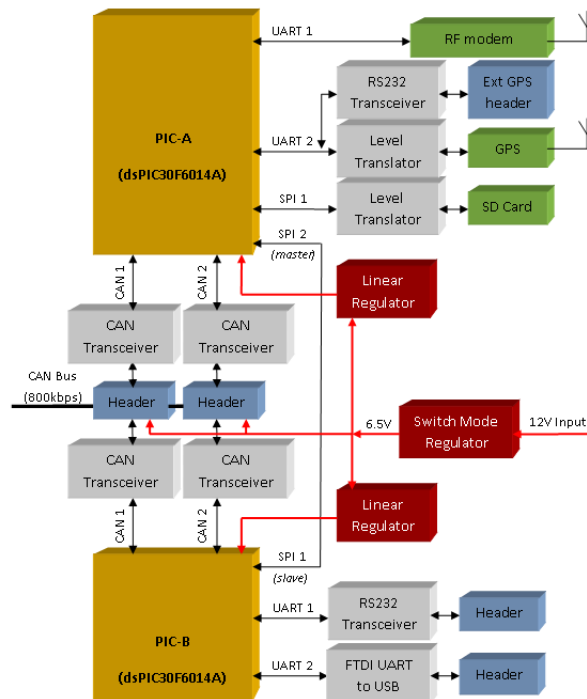 UART 1
RF modem
RS232
Transceiver
Ext GPS
header
PIC-A
(dsPIC30F6014A)
UART 2
Level
Translator
GPS
SPI 1
Level
Translator
SD Card
SPI 2
(master)
CAN 1
CAN 2
Linear
Regulator
CAN
Transceiver
CAN
Transceiver
CAN Bus
(800kbps)
Header
Header
6.5V
Switch Mode
Regulator
12V Input
CAN
Transceiver
CAN
Transceiver
Linear
Regulator
CAN 1
CAN 2
SPI 1
(slave)
PIC-B
(dsPIC30F6014A)
UART 1
RS232
Transceiver
Header
UART 2
FTDI UART
to USB
Header